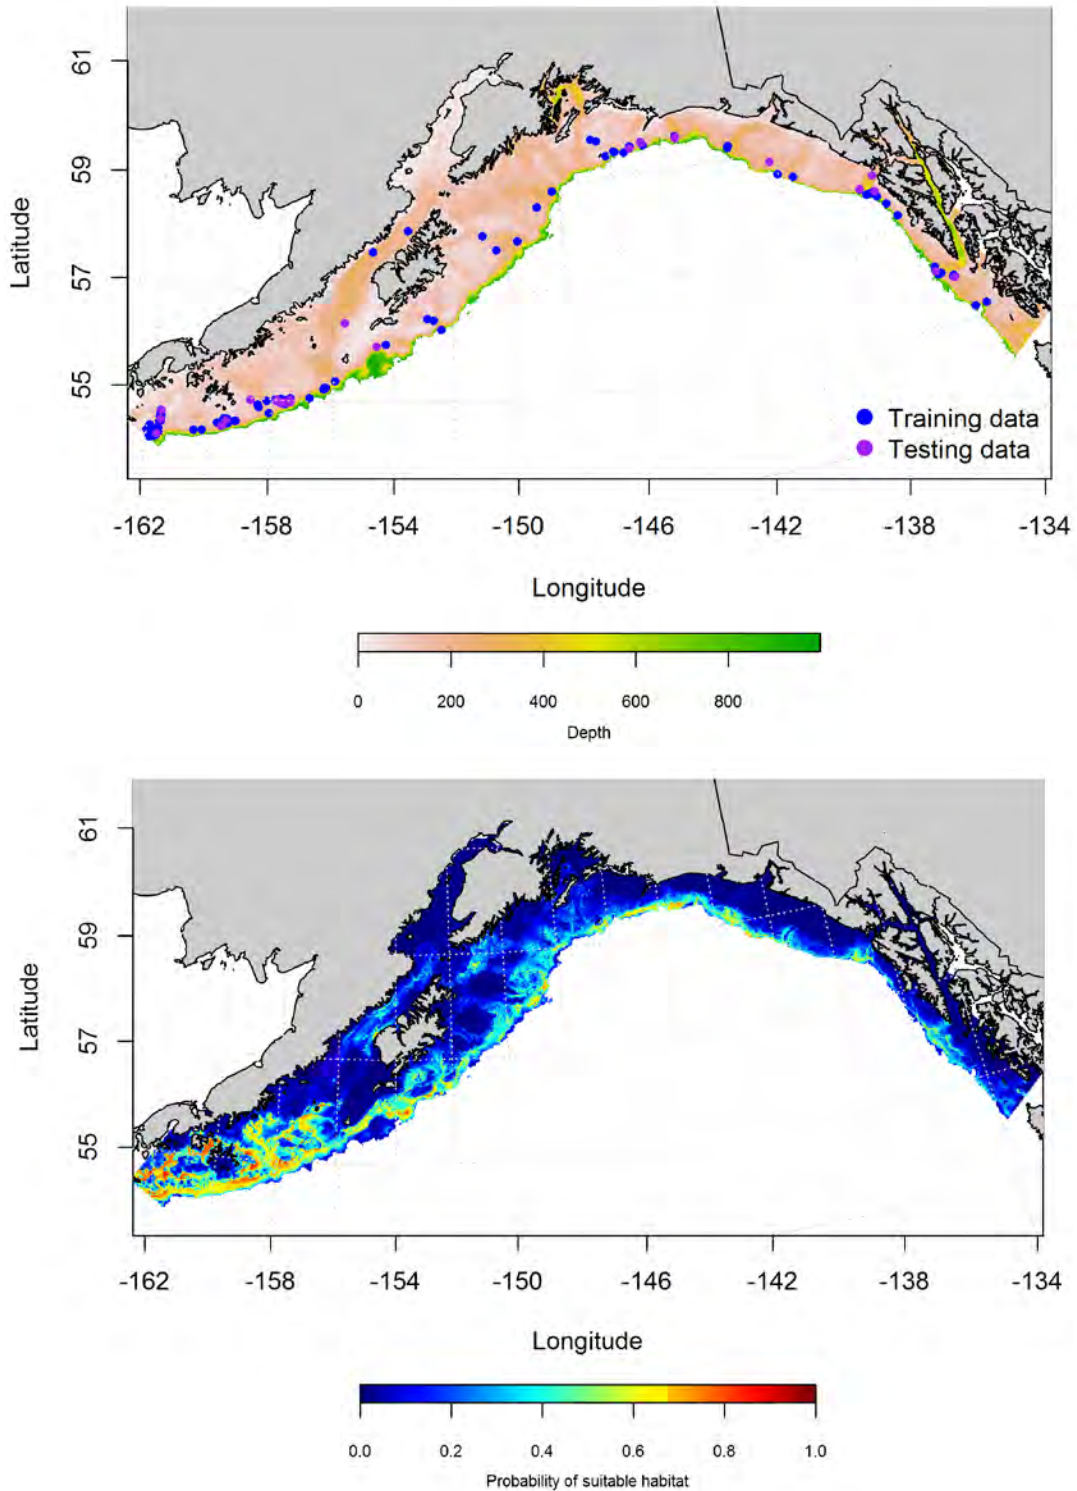 61
59
57
55
Latitude
Training data
Testing data
-162 -158 -154 -150 -146 -142 -138 -134
Longitude
0 200 400 600 800
Depth
61
59
57
55
Latitude
-162 -158 -154 -150 -146 -142 -138 -134
Longitude
0.0 0.2 0.4 0.6 0.8 1.0
Probability of suitable habitat